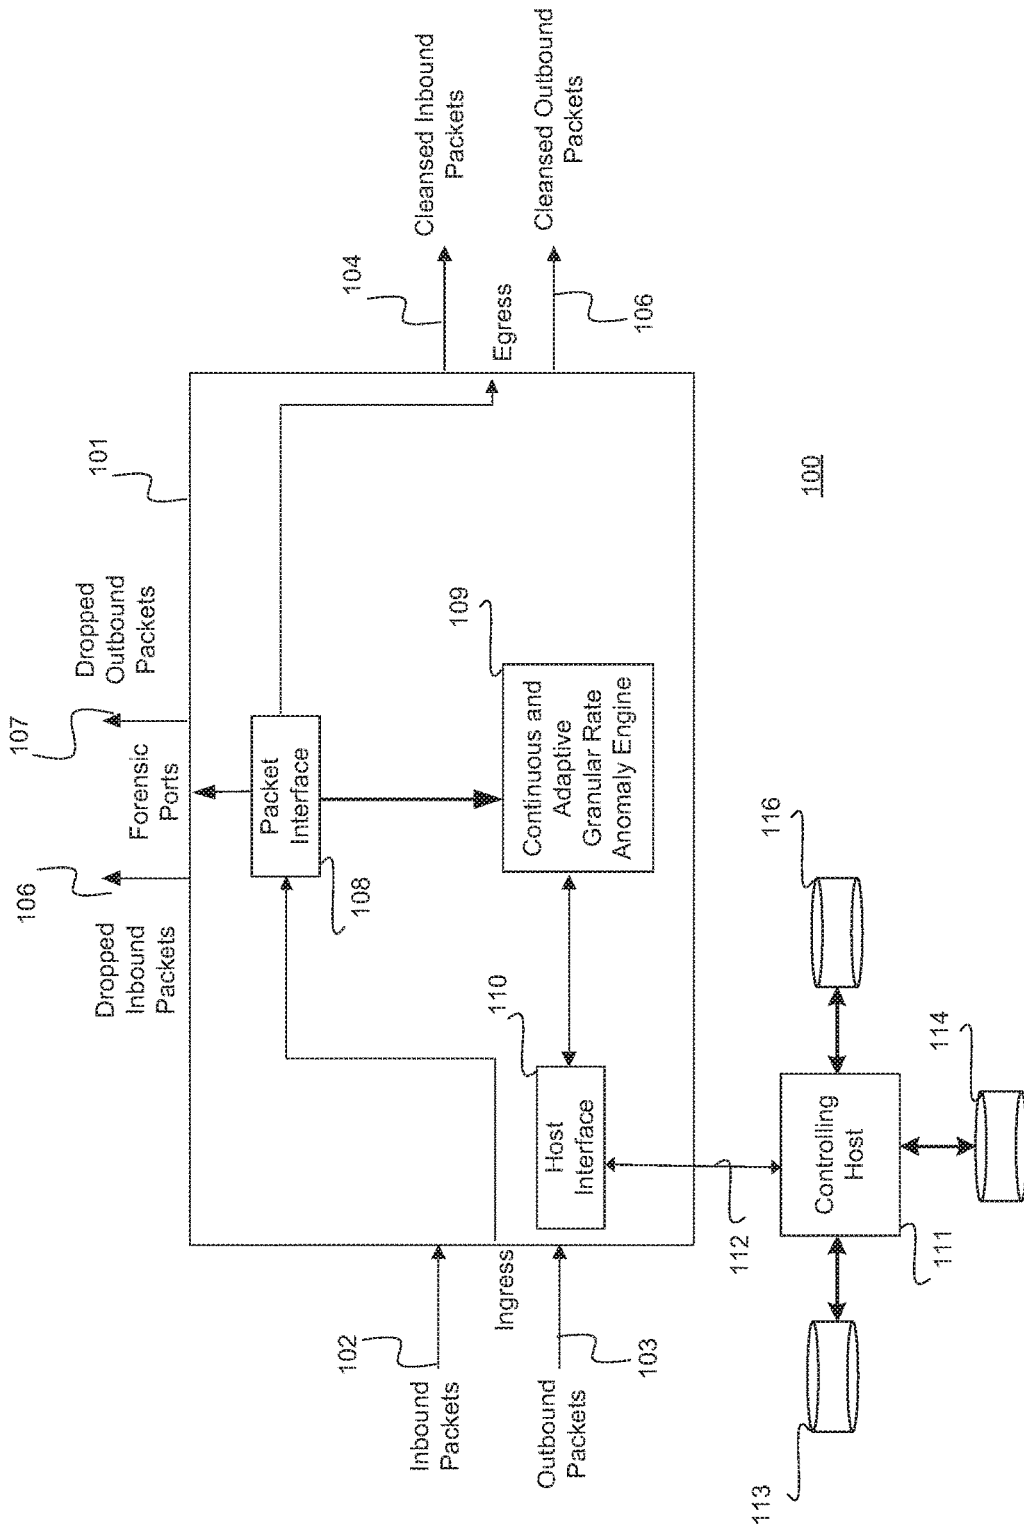 Dropped
Inbound
Packets
106
Forensic
Ports
107
Dropped
Outbound
Packets
101
Packet
Interface
108
Inbound
Packets
102
Ingress
Outbound
Packets
103
Host
Interface
110
Continuous and
Adaptive
Granular Rate
Anomaly Engine
109
Egress
104
Cleansed Inbound
Packets
106
Cleansed Outbound
Packets
112
Controlling
Host
111
113
114
116
100